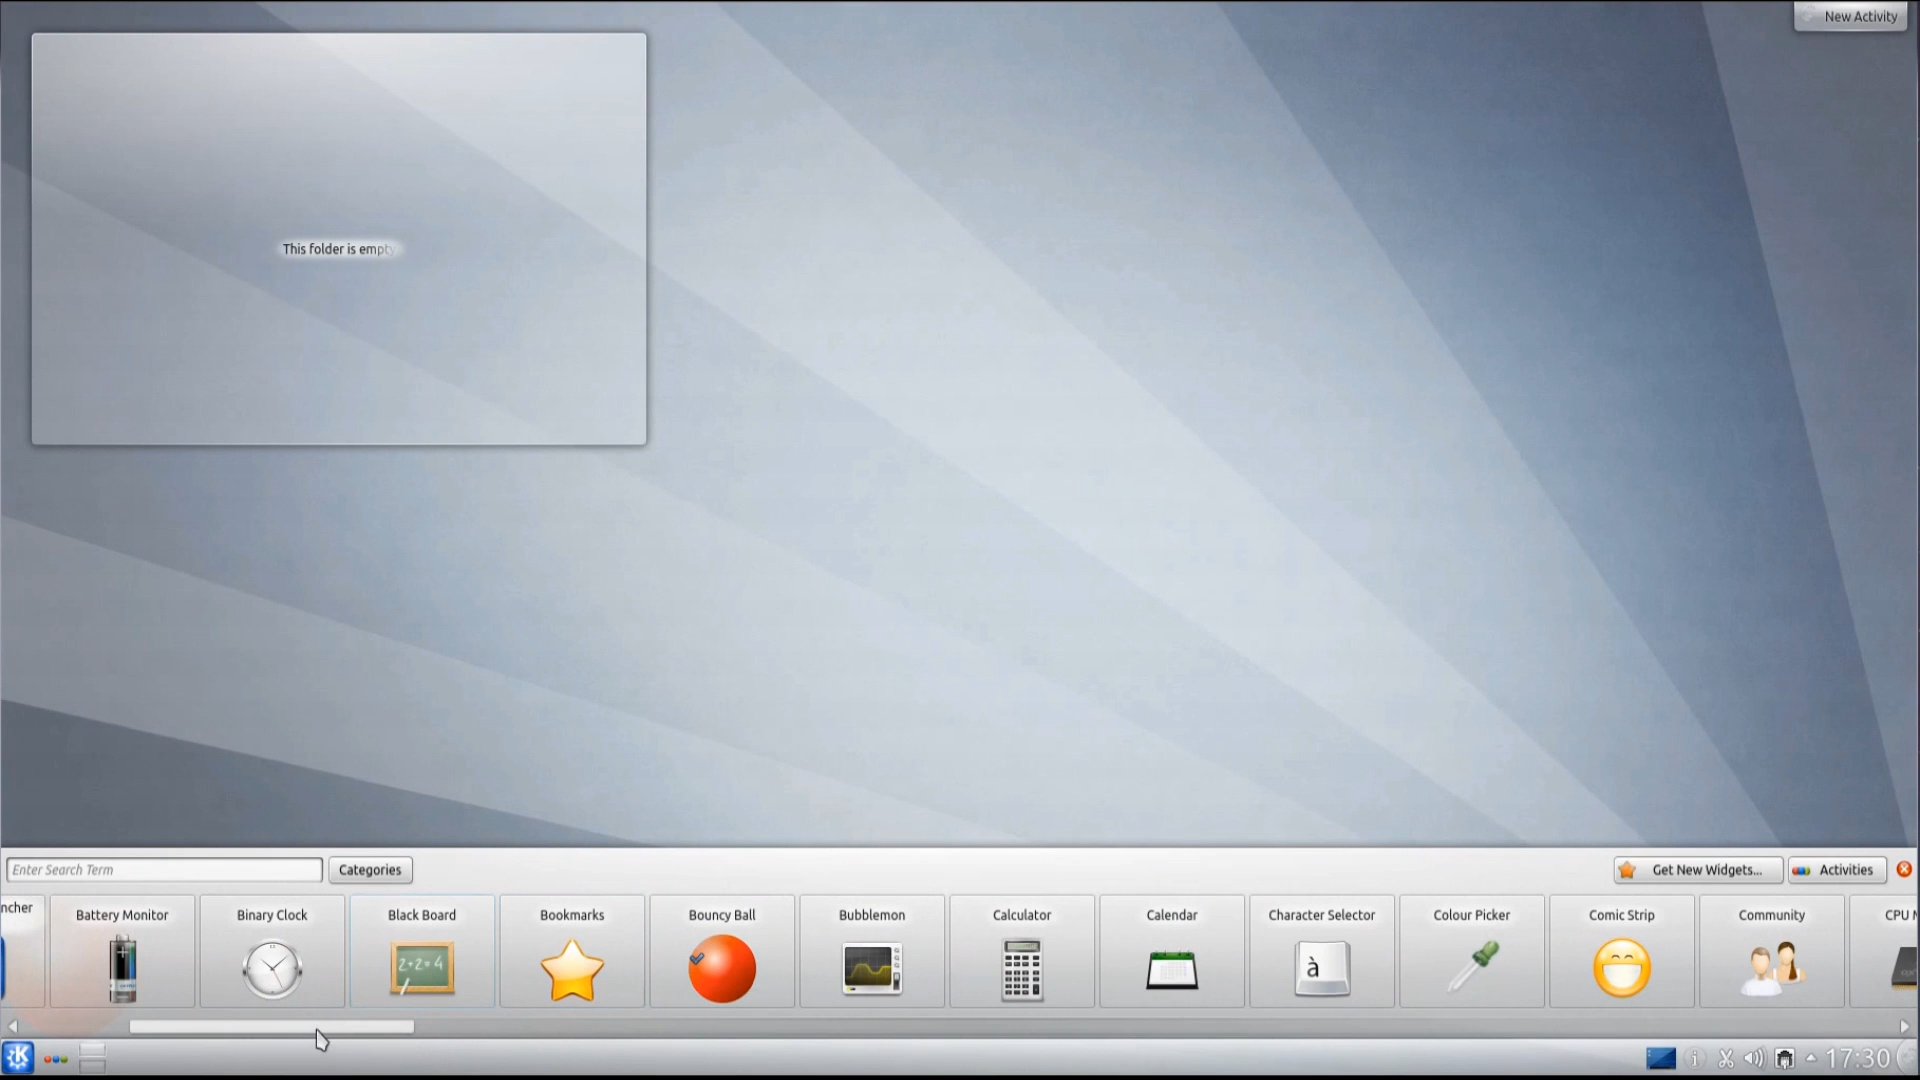 New Activity
This folder is empty
Enter Search Term
Categories
Get New Widgets...
Activities
ncher
Battery Monitor
Binary Clock
Black Board
Bookmarks
Bouncy Ball
Bubblemon
Calculator
Calendar
Character Selector
Colour Picker
Comic Strip
Community
CPU
2+2=4
à
17:30